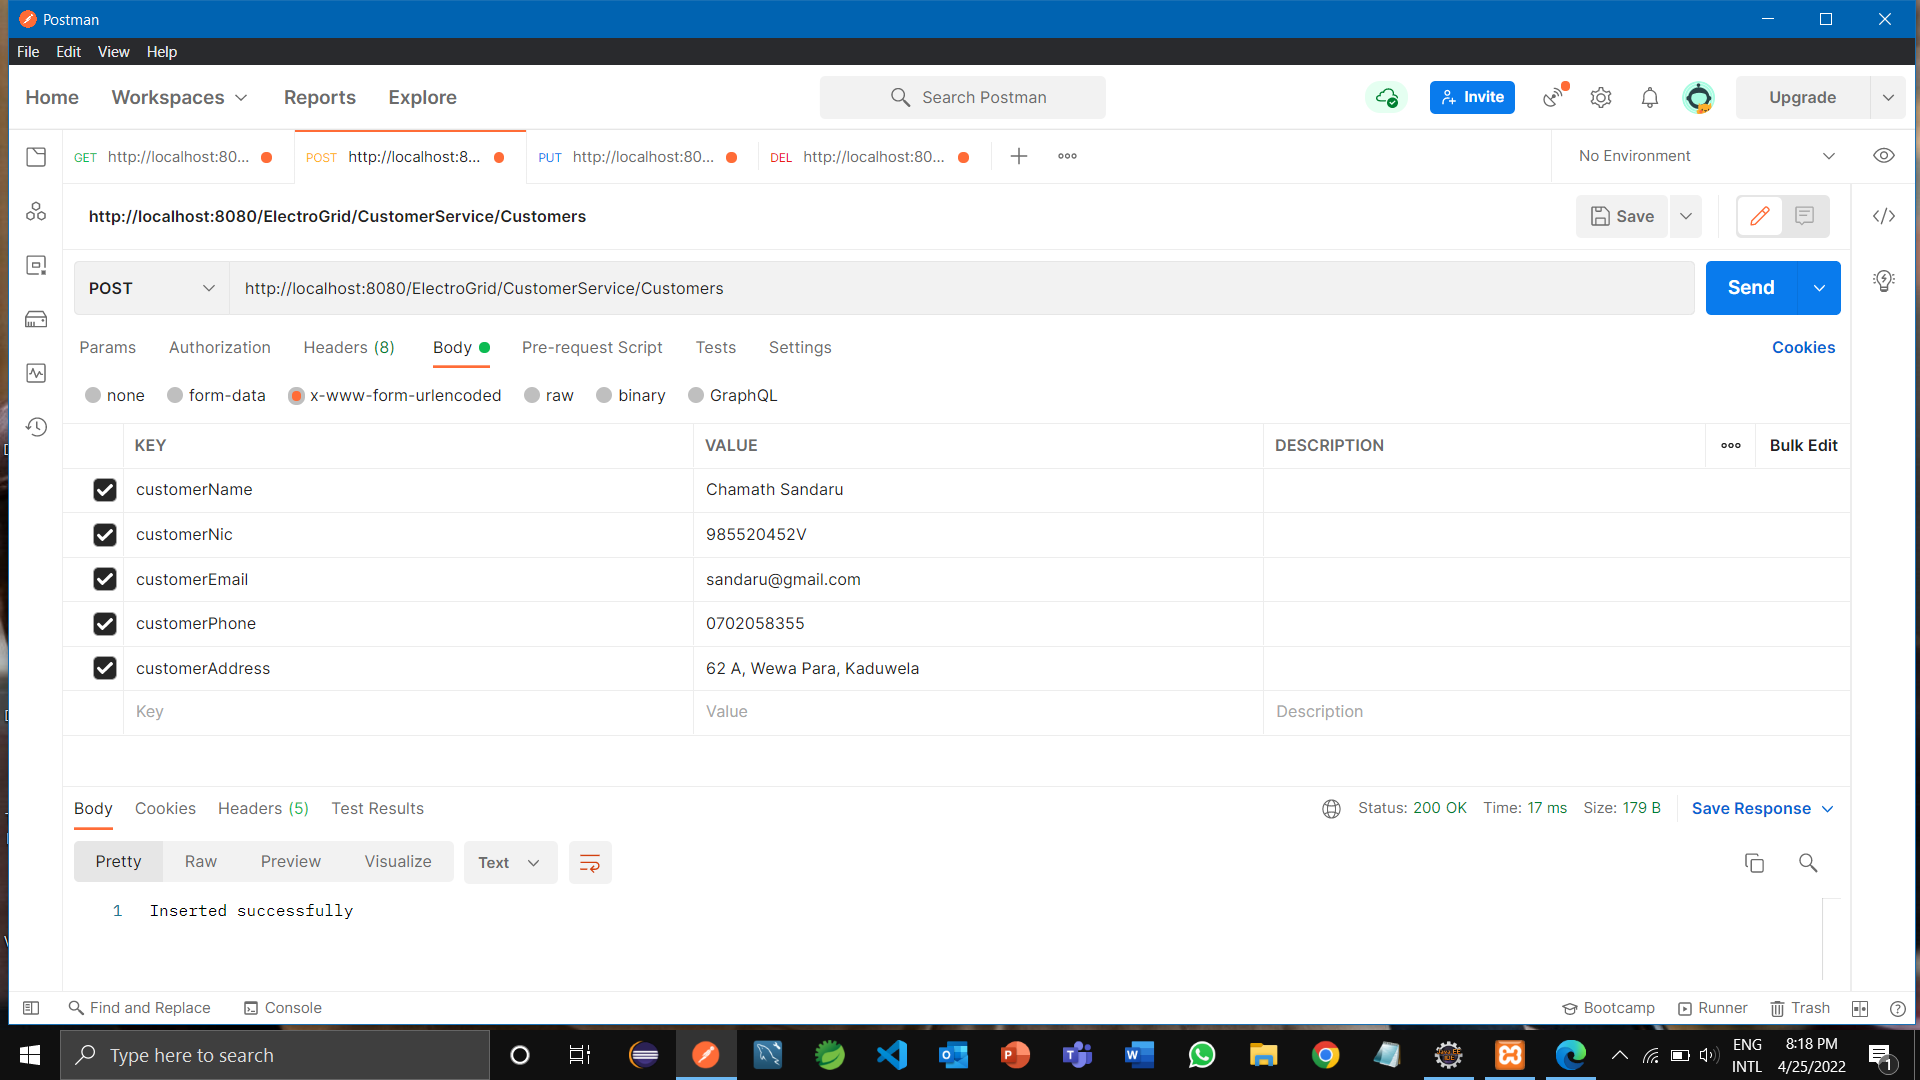 Postman
File Edit View Help
Home Workspaces Reports Explore Search Postman Invite Upgrade
GET http://localhost:80... POST http://localhost:8... PUT http://localhost:80... DEL http://localhost:80... No Environment
http://localhost:8080/ElectroGrid/CustomerService/Customers Save
POST http://localhost:8080/ElectroGrid/CustomerService/Customers Send
Params Authorization Headers (8) Body Pre-request Script Tests Settings Cookies
none form-data x-www-form-urlencoded raw binary GraphQL
KEY VALUE DESCRIPTION Bulk Edit
customerName Chamath Sandaru
customerNic 985520452V
customerEmail sandaru@gmail.com
customerPhone 0702058355
customerAddress 62 A, Wewa Para, Kaduwela
Key Value Description
Body Cookies Headers (5) Test Results Status: 200 OK Time: 17 ms Size: 179 B Save Response
Pretty Raw Preview Visualize Text
1 Inserted successfully
Find and Replace Console Bootcamp Runner Trash
Type here to search ENG 8:18 PM
INTL 4/25/2022 1